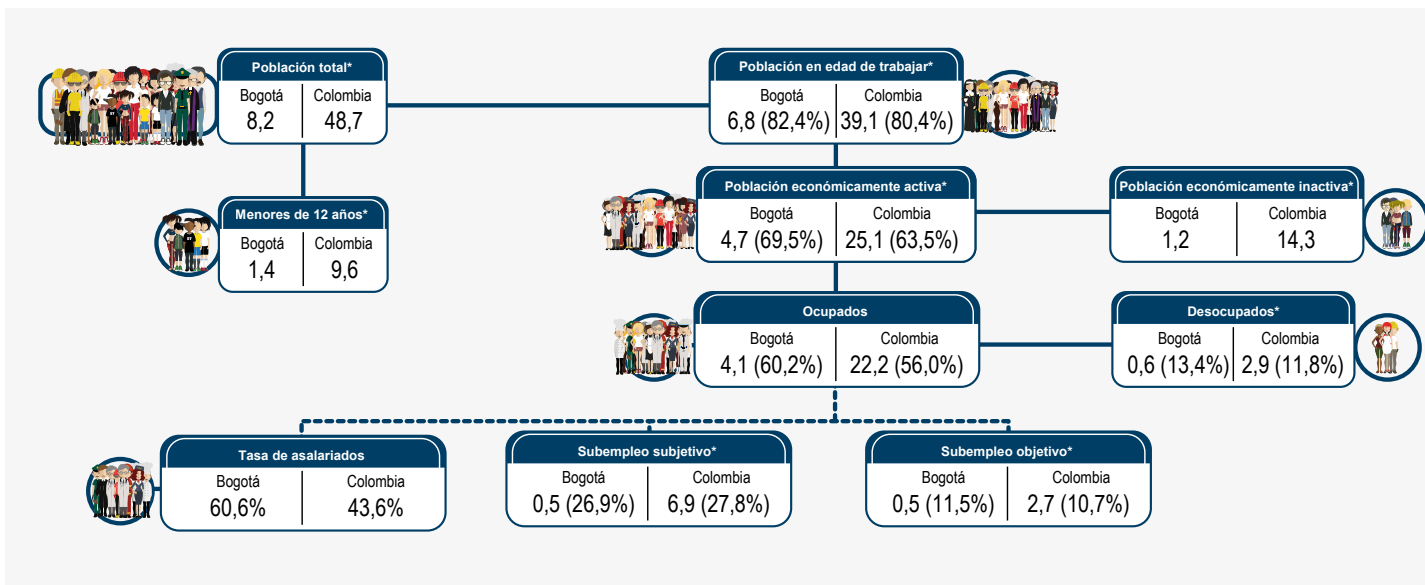 Población total*
Bogotá Colombia
8,2 48,7
Población en edad de trabajar*
Bogotá Colombia
6,8 (82,4%) 39,1 (80,4%)
Menores de 12 años*
Bogotá Colombia
1,4 9,6
Población económicamente activa*
Bogotá Colombia
4,7 (69,5%) 25,1 (63,5%)
Población económicamente inactiva*
Bogotá Colombia
1,2 14,3
Ocupados
Bogotá Colombia
4,1 (60,2%) 22,2 (56,0%)
Desocupados*
Bogotá Colombia
0,6 (13,4%) 2,9 (11,8%)
Tasa de asalariados
Bogotá Colombia
60,6% 43,6%
Subempleo subjetivo*
Bogotá Colombia
0,5 (26,9%) 6,9 (27,8%)
Subempleo objetivo*
Bogotá Colombia
0,5 (11,5%) 2,7 (10,7%)